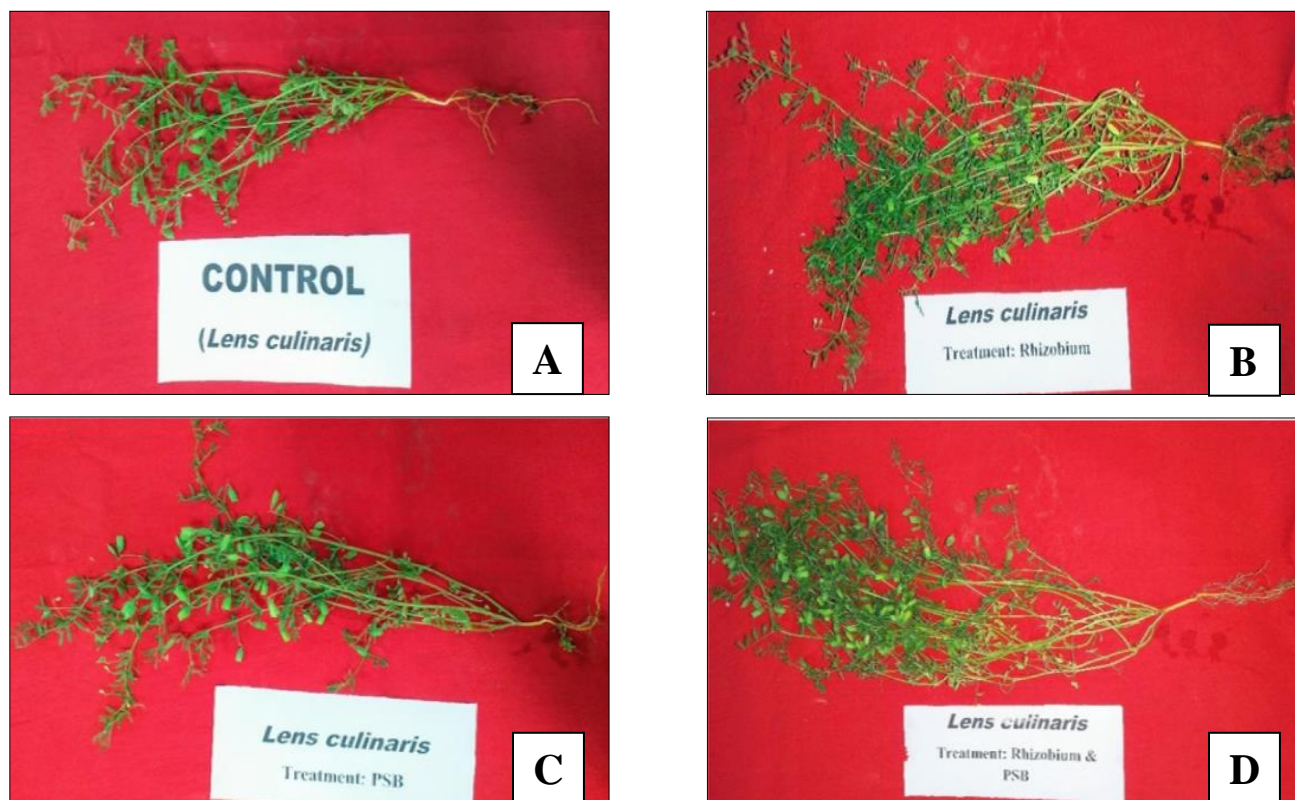 CONTROL
(Lens culinaris)
A
Lens culinaris
Treatment: Rhizobium
B
Lens culinaris
Treatment: PSB
C
Lens culinaris
Treatment: Rhizobium &
PSB
D